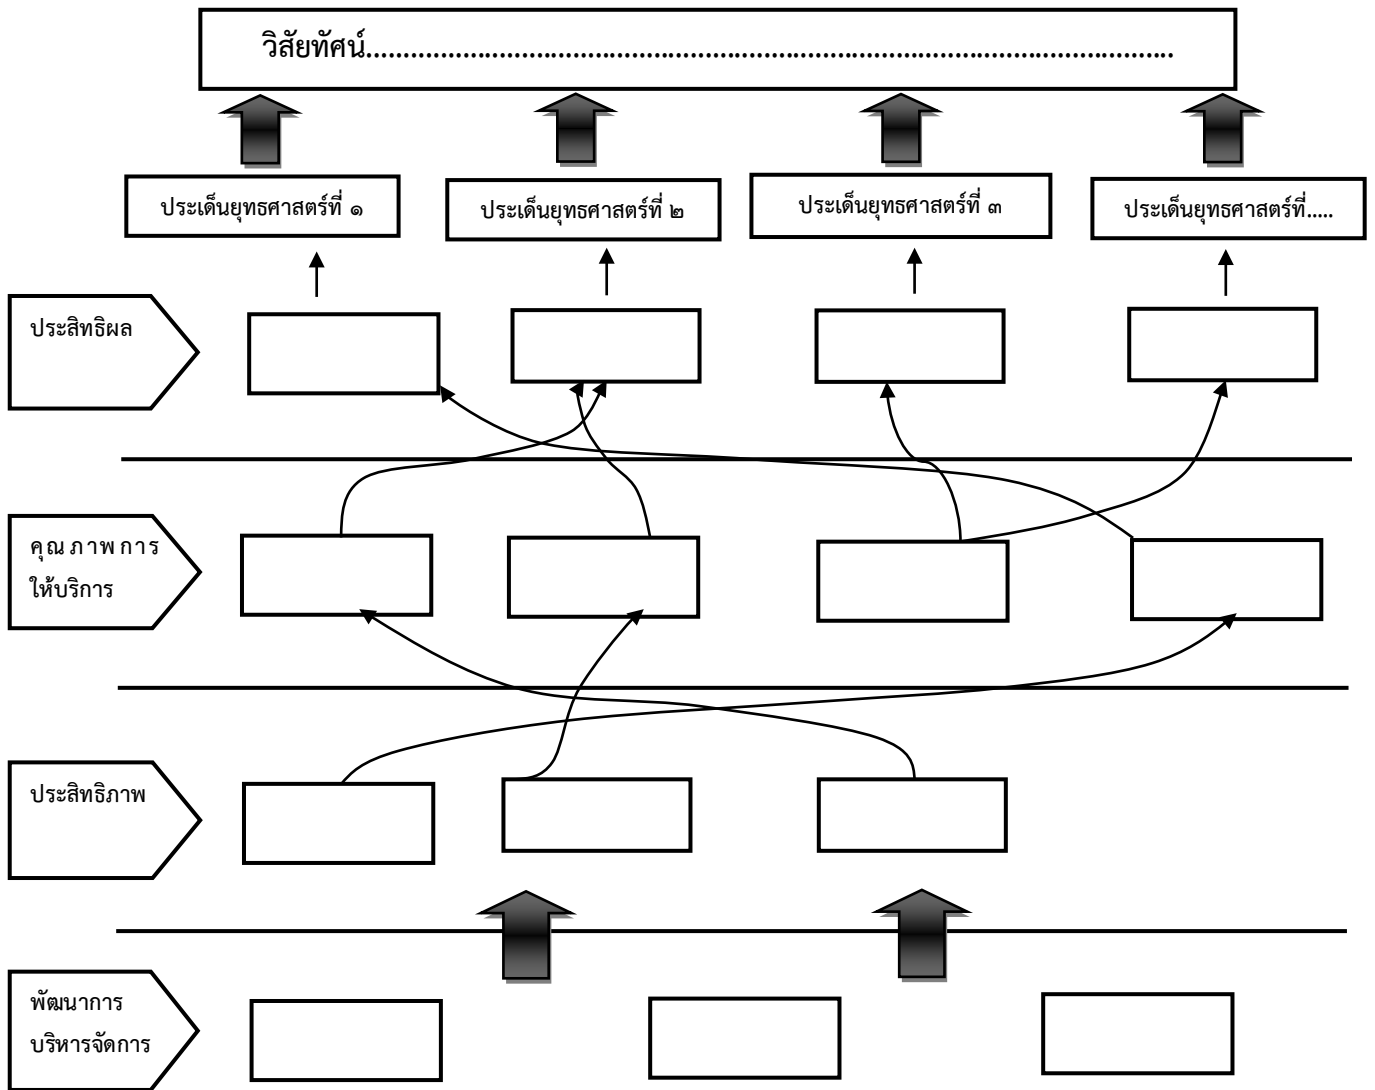 วิสัยทัศน์............................................................................................................
ประเด็นยุทธศาสตร์ที่ ๑
ประเด็นยุทธศาสตร์ที่ ๒
ประเด็นยุทธศาสตร์ที่ ๓
ประเด็นยุทธศาสตร์ที่.....
ประสิทธิผล
คุณภาพการ
ให้บริการ
ประสิทธิภาพ
พัฒนาการ
บริหารจัดการ